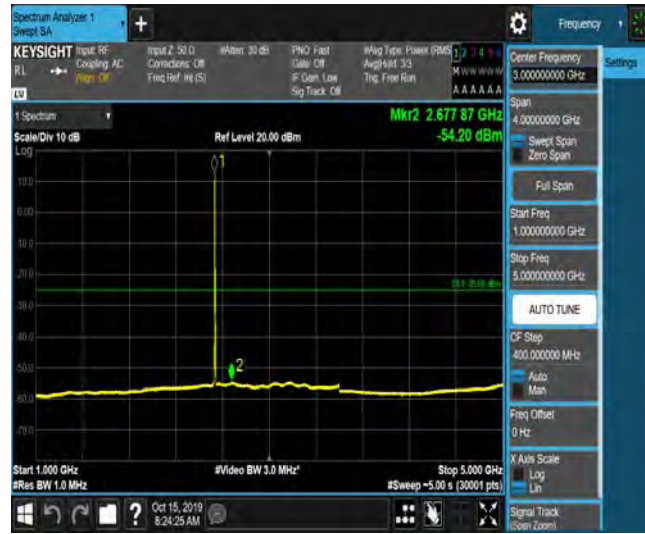 Spectrum Analyzer 1
Swept SA
+
Frequency
KEYSIGHT
Input: RF
Coupling: AC
Align: Off
Input Z: 50 Ω
Corrections: Off
Freq Ref: Int (S)
#Atten: 30 dB
PNO: Fast
Gate: Off
IF Gain: Low
Sig Track: Off
#Avg Type: Power (RMS
Avg|Hold: 3/3
Trig: Free Run
1 2 3 4 5 6
M W W W W W
A A A A A A
LV
Center Frequency
3.000000000 GHz
Settings
1 Spectrum
Mkr2 2.677 87 GHz
Scale/Div 10 dB
Ref Level 20.00 dBm
-54.20 dBm
Log
Span
4.00000000 GHz
Swept Span
Zero Span
1
10.0
Full Span
0.00
Start Freq
1.000000000 GHz
-10.0
-20.0
Stop Freq
5.000000000 GHz
-30.0
AUTO TUNE
-40.0
CF Step
400.000000 MHz
-50.0
2
Auto
Man
-60.0
Freq Offset
0 Hz
-70.0
X Axis Scale
Log
Lin
Start 1.000 GHz
#Video BW 3.0 MHz*
Stop 5.000 GHz
#Res BW 1.0 MHz
#Sweep ~5.00 s (30001 pts)
?
Oct 15, 2019
8:24:25 AM
Signal Track
(Span Zoom)